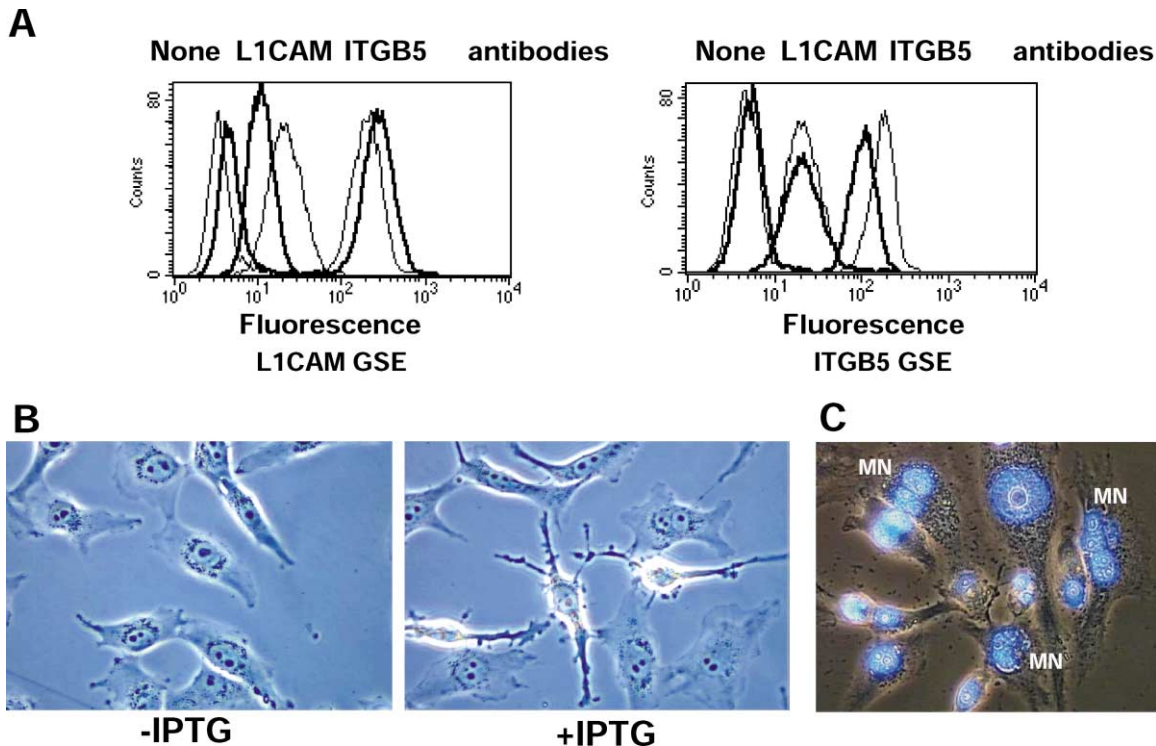 A
None L1CAM ITGB5 antibodies
None L1CAM ITGB5 antibodies
80
Counts
0
10^0 10^1 10^2 10^3 10^4
Fluorescence
L1CAM GSE
80
Counts
0
10^0 10^1 10^2 10^3 10^4
Fluorescence
ITGB5 GSE
B
-IPTG
+IPTG
C
MN
MN
MN